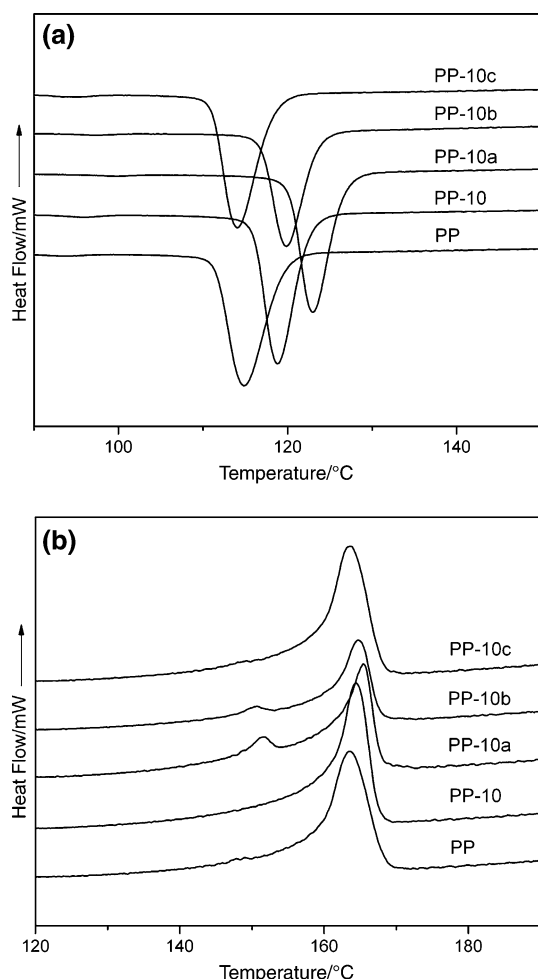 (a)
PP-10c
PP-10b
PP-10a
PP-10
PP
Heat Flow/mW
100
120
140
Temperature/°C
(b)
PP-10c
PP-10b
PP-10a
PP-10
PP
Heat Flow/mW
120
140
160
180
Temperature/°C